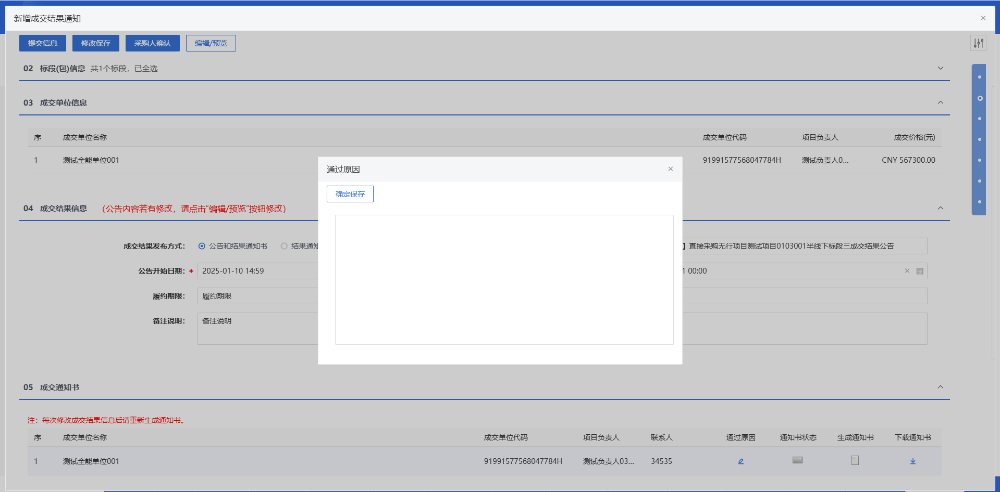 新增成交结果通知
提交信息 修改保存 采购人确认 编辑/预览
02 标段(包)信息 共1个标段，已全选
03 成交单位信息
序 成交单位名称 成交单位代码 项目负责人 成交价格(元)
1 测试全能单位001 91991577568047784H 测试负责人0... CNY 567300.00
通过原因
确定保存
04 成交结果信息 （公告内容若有修改，请点击“编辑/预览”按钮修改）
成交结果发布方式： 公告和结果通知书 结果通知 】直接采购无行项目测试项目0103001半线下标段三成交结果公告
公告开始日期：* 2025-01-10 14:59 1 00:00
履约期限： 履约期限
备注说明： 备注说明
05 成交通知书
注：每次修改成交结果信息后请重新生成通知书。
序 成交单位名称 成交单位代码 项目负责人 联系人 通过原因 通知书状态 生成通知书 下载通知书
1 测试全能单位001 91991577568047784H 测试负责人03... 34535